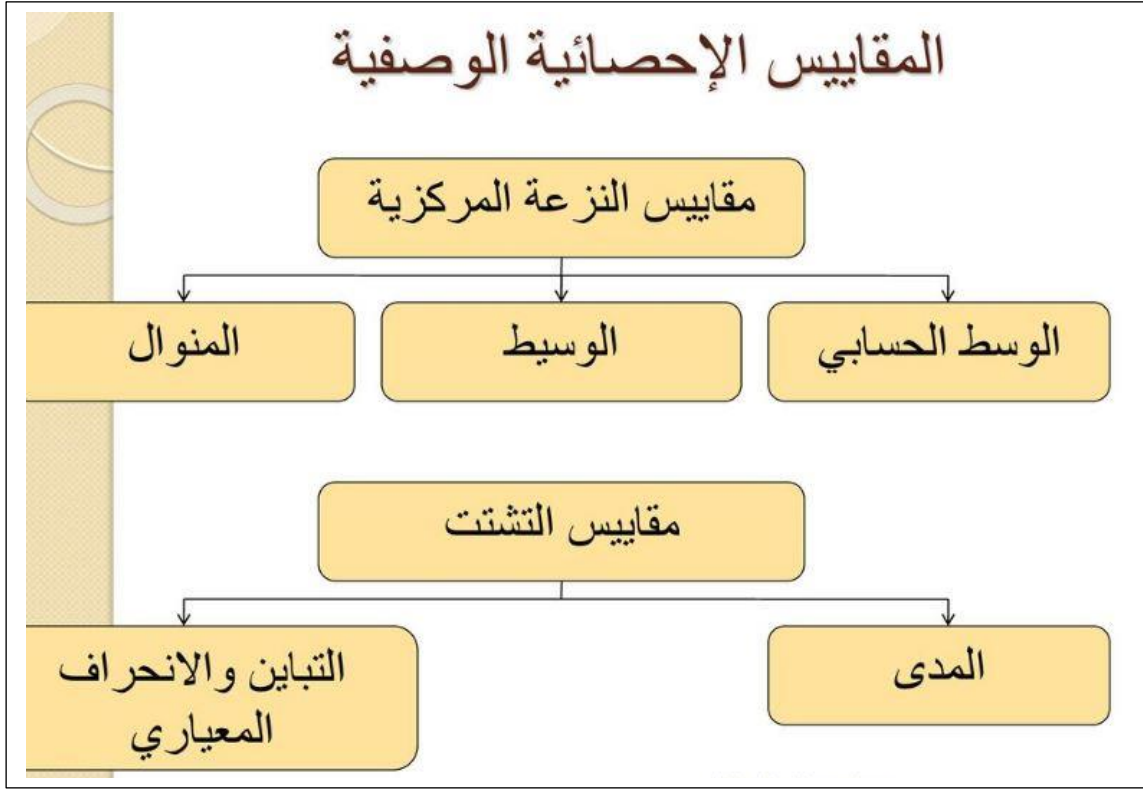 المقاييس الإحصائية الوصفية
مقاييس النزعة المركزية
الوسط الحسابي
الوسيط
المنوال
مقاييس التشتت
المدى
التباين والانحراف
المعياري